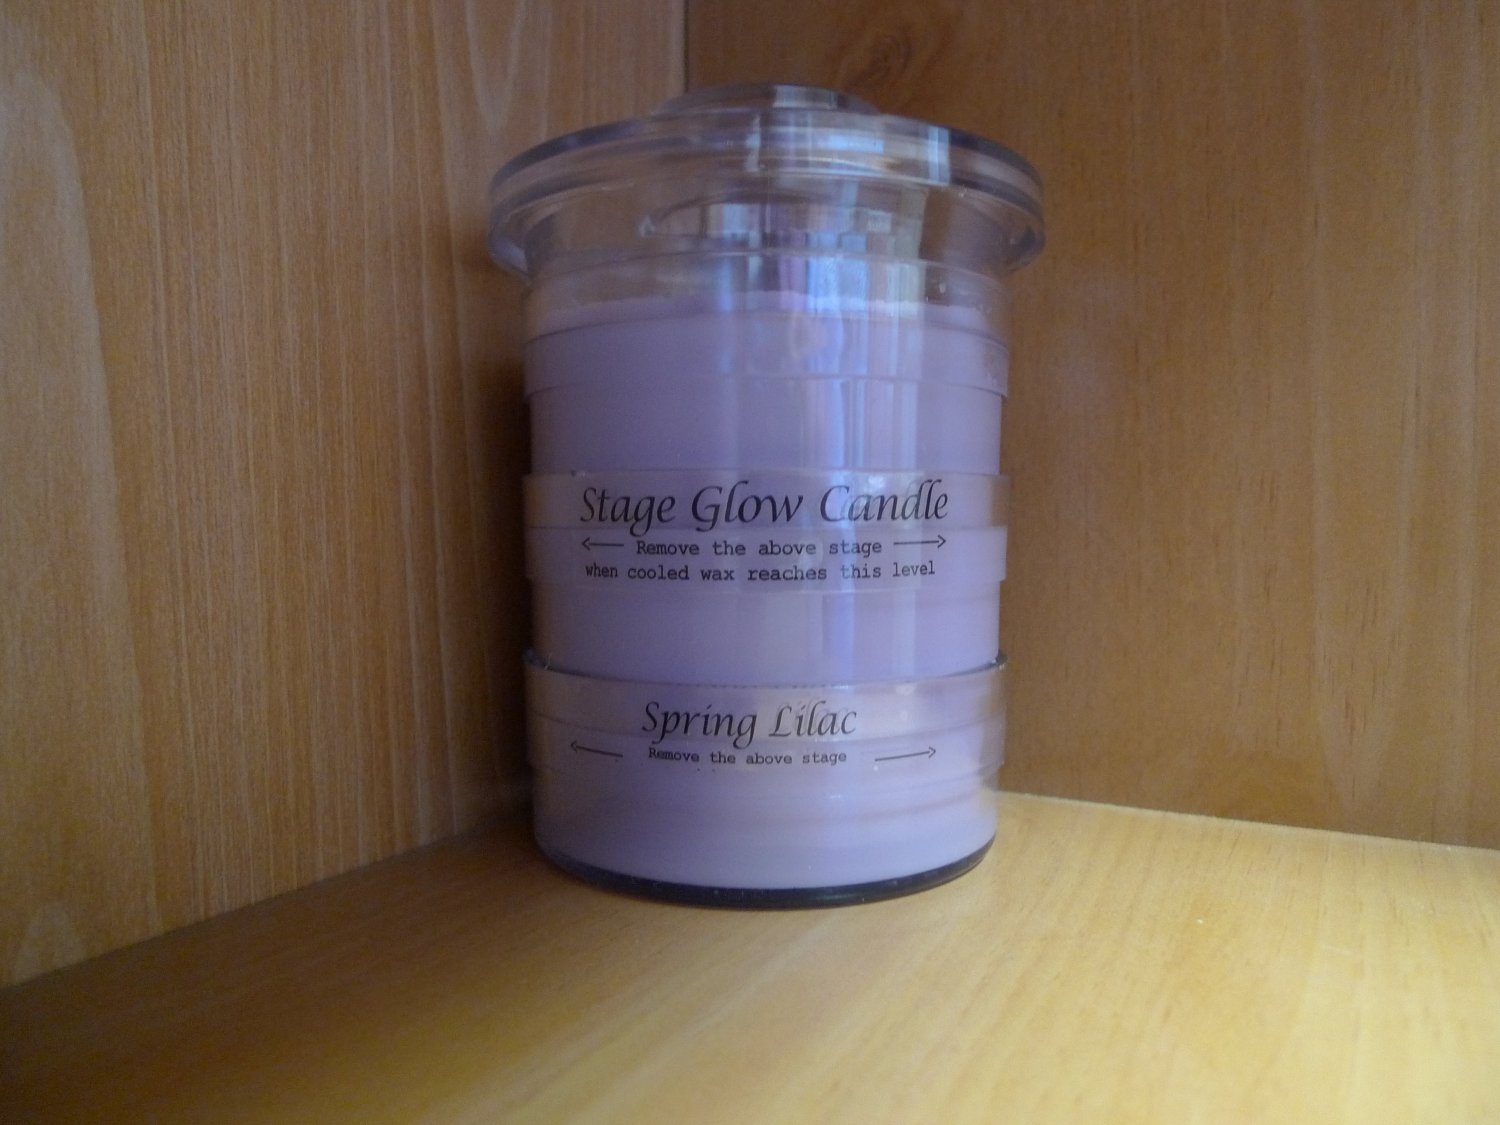 Stage Glow Candle
Remove the above stage
when cooled wax reaches this level
Spring Lilac
Remove the above stage